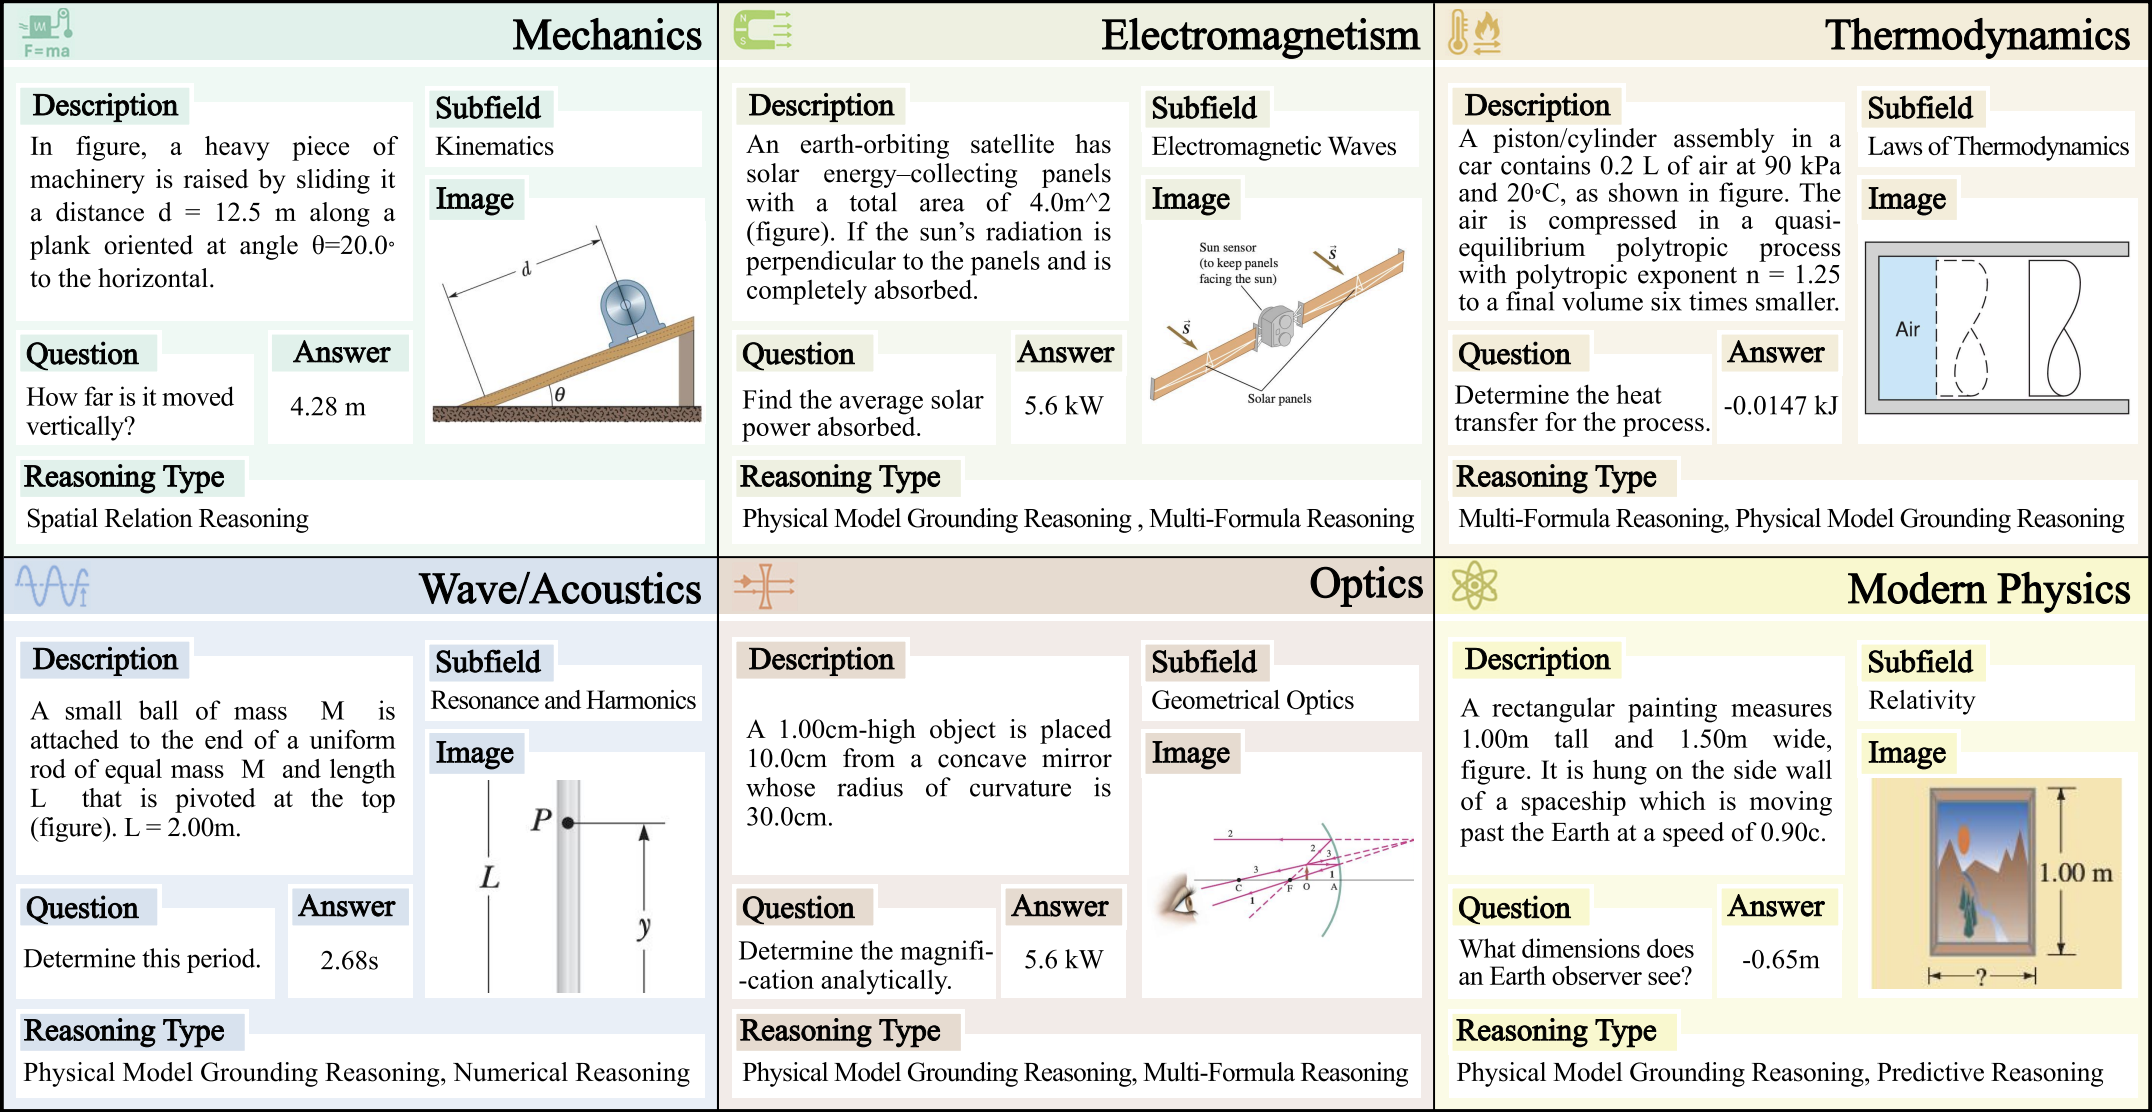 F=ma
Mechanics
Description
In figure, a heavy piece of
machinery is raised by sliding it
a distance d = 12.5 m along a
plank oriented at angle θ=20.0°
to the horizontal.
Subfield
Kinematics
Image
d
θ
Question
How far is it moved
vertically?
Answer
4.28 m
Reasoning Type
Spatial Relation Reasoning
N
S
Electromagnetism
Description
An earth-orbiting satellite has
solar energy–collecting panels
with a total area of 4.0m^2
(figure). If the sun's radiation is
perpendicular to the panels and is
completely absorbed.
Subfield
Electromagnetic Waves
Image
Sun sensor
(to keep panels
facing the sun)
S
S
Solar panels
Question
Find the average solar
power absorbed.
Answer
5.6 kW
Reasoning Type
Physical Model Grounding Reasoning , Multi-Formula Reasoning
Thermodynamics
Description
A piston/cylinder assembly in a
car contains 0.2 L of air at 90 kPa
and 20°C, as shown in figure. The
air is compressed in a quasi-
equilibrium polytropic process
with polytropic exponent n = 1.25
to a final volume six times smaller.
Subfield
Laws of Thermodynamics
Image
Air
Question
Determine the heat
transfer for the process.
Answer
-0.0147 kJ
Reasoning Type
Multi-Formula Reasoning, Physical Model Grounding Reasoning
Wave/Acoustics
Description
A small ball of mass M is
attached to the end of a uniform
rod of equal mass M and length
L that is pivoted at the top
(figure). L = 2.00m.
Subfield
Resonance and Harmonics
Image
P
L
y
Question
Determine this period.
Answer
2.68s
Reasoning Type
Physical Model Grounding Reasoning, Numerical Reasoning
Optics
Description
A 1.00cm-high object is placed
10.0cm from a concave mirror
whose radius of curvature is
30.0cm.
Subfield
Geometrical Optics
Image
2
2
3
3
1
C
F
O
A
1
Question
Determine the magnifi-
-cation analytically.
Answer
5.6 kW
Reasoning Type
Physical Model Grounding Reasoning, Multi-Formula Reasoning
Modern Physics
Description
A rectangular painting measures
1.00m tall and 1.50m wide,
figure. It is hung on the side wall
of a spaceship which is moving
past the Earth at a speed of 0.90c.
Subfield
Relativity
Image
1.00 m
?
Question
What dimensions does
an Earth observer see?
Answer
-0.65m
Reasoning Type
Physical Model Grounding Reasoning, Predictive Reasoning